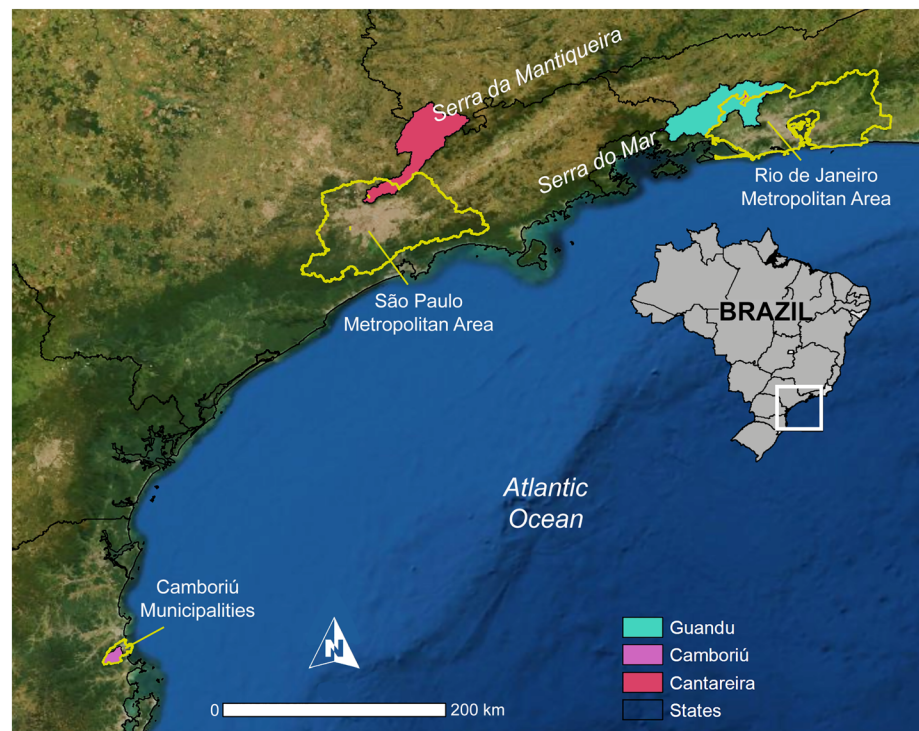 Serra da Mantiqueira
Serra do Mar
Rio de Janeiro
Metropolitan Area
São Paulo
Metropolitan Area
BRAZIL
Atlantic
Ocean
Camboriú
Municipalities
N
0 200 km
Guandu
Camboriú
Cantareira
States